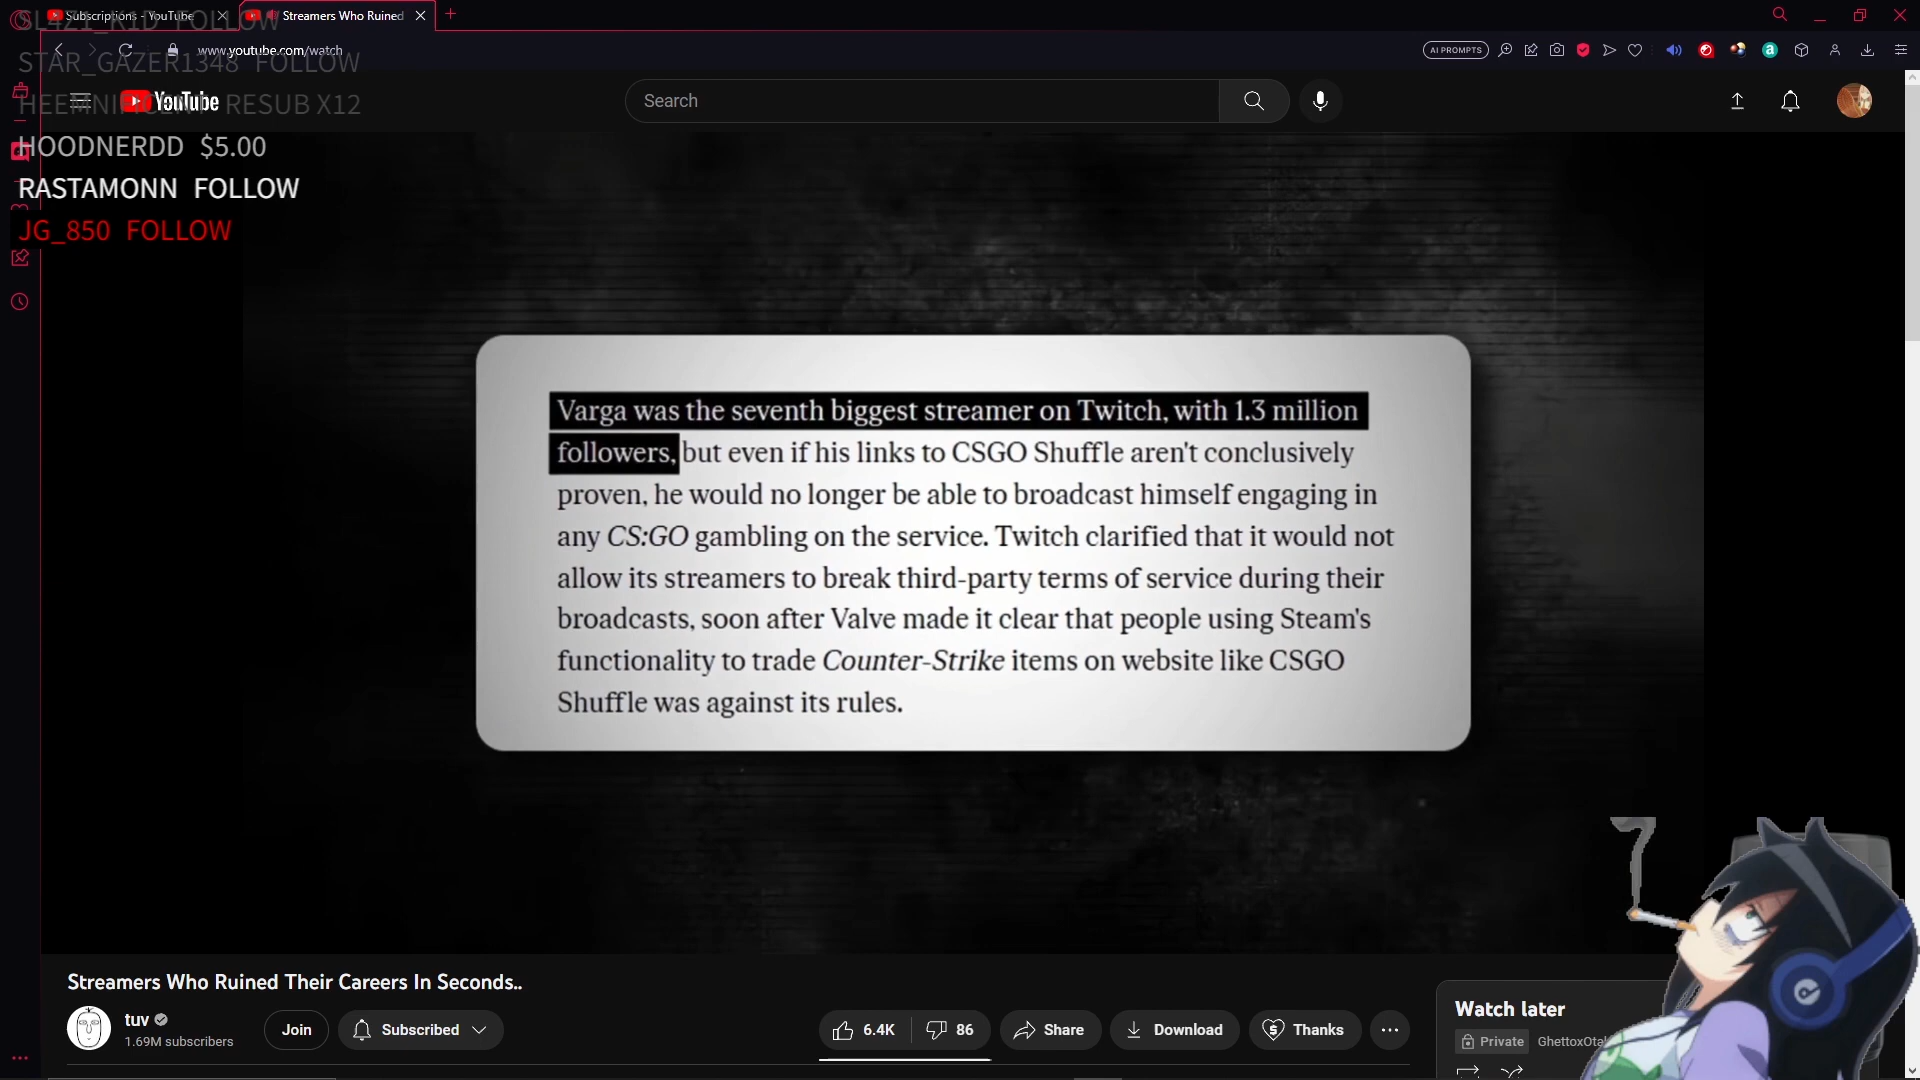 Subscriptions - YouTube
Streamers Who Ruined
SL4Z1_K1D FOLLOW
www.youtube.com/watch
AI PROMPTS
STAR_GAZER1348 FOLLOW
RESUB X12
YouTube
Search
HOODNERDD $5.00
RASTAMONN FOLLOW
JG_850 FOLLOW
Varga was the seventh biggest streamer on Twitch, with 1.3 million
followers, but even if his links to CSGO Shuffle aren't conclusively
proven, he would no longer be able to broadcast himself engaging in
any CS:GO gambling on the service. Twitch clarified that it would not
allow its streamers to break third-party terms of service during their
broadcasts, soon after Valve made it clear that people using Steam's
functionality to trade Counter-Strike items on website like CSGO
Shuffle was against its rules.
Streamers Who Ruined Their Careers In Seconds..
tuv
1.69M subscribers
Join
Subscribed
6.4K
86
Share
Download
Thanks
Watch later
Private